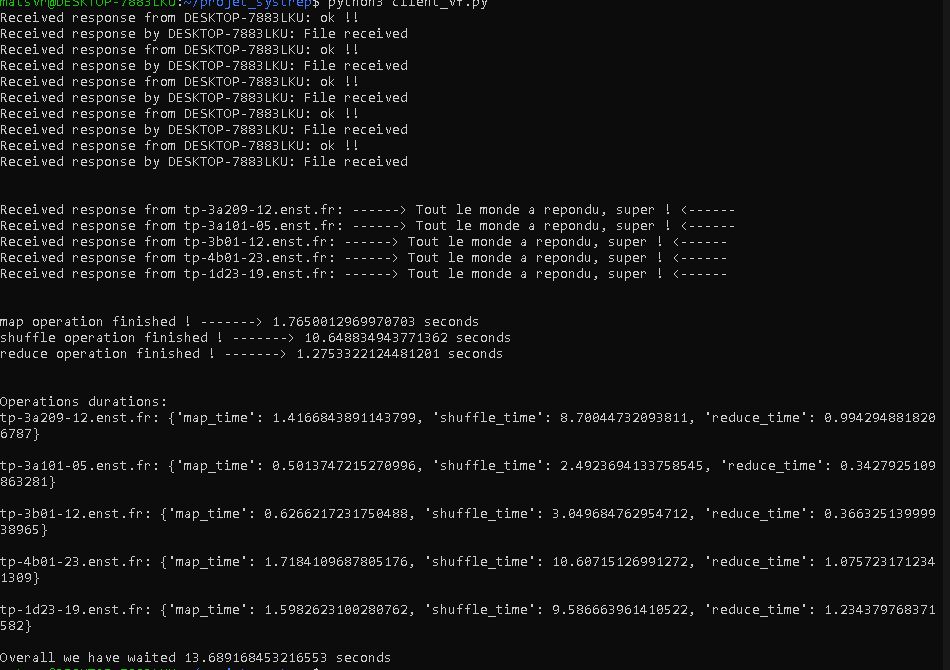 matsvr@DESKTOP-7883LKU:~/projet_systrep$ python3 client_vf.py
Received response from DESKTOP-7883LKU: ok !!
Received response by DESKTOP-7883LKU: File received
Received response from DESKTOP-7883LKU: ok !!
Received response by DESKTOP-7883LKU: File received
Received response from DESKTOP-7883LKU: ok !!
Received response by DESKTOP-7883LKU: File received
Received response from DESKTOP-7883LKU: ok !!
Received response by DESKTOP-7883LKU: File received
Received response from DESKTOP-7883LKU: ok !!
Received response by DESKTOP-7883LKU: File received
Received response from tp-3a209-12.enst.fr: ------> Tout le monde a repondu, super ! <------
Received response from tp-3a101-05.enst.fr: ------> Tout le monde a repondu, super ! <------
Received response from tp-3b01-12.enst.fr: ------> Tout le monde a repondu, super ! <------
Received response from tp-4b01-23.enst.fr: ------> Tout le monde a repondu, super ! <------
Received response from tp-1d23-19.enst.fr: ------> Tout le monde a repondu, super ! <------
map operation finished ! -------> 1.7650012969970703 seconds
shuffle operation finished ! -------> 10.648834943771362 seconds
reduce operation finished ! -------> 1.2753322124481201 seconds
Operations durations:
tp-3a209-12.enst.fr: {'map_time': 1.4166843891143799, 'shuffle_time': 8.70044732093811, 'reduce_time': 0.994294881820
6787}
tp-3a101-05.enst.fr: {'map_time': 0.5013747215270996, 'shuffle_time': 2.4923694133758545, 'reduce_time': 0.3427925109
863281}
tp-3b01-12.enst.fr: {'map_time': 0.6266217231750488, 'shuffle_time': 3.049684762954712, 'reduce_time': 0.366325139999
38965}
tp-4b01-23.enst.fr: {'map_time': 1.7184109687805176, 'shuffle_time': 10.60715126991272, 'reduce_time': 1.075723171234
1309}
tp-1d23-19.enst.fr: {'map_time': 1.5982623100280762, 'shuffle_time': 9.586663961410522, 'reduce_time': 1.234379768371
582}
Overall we have waited 13.689168453216553 seconds